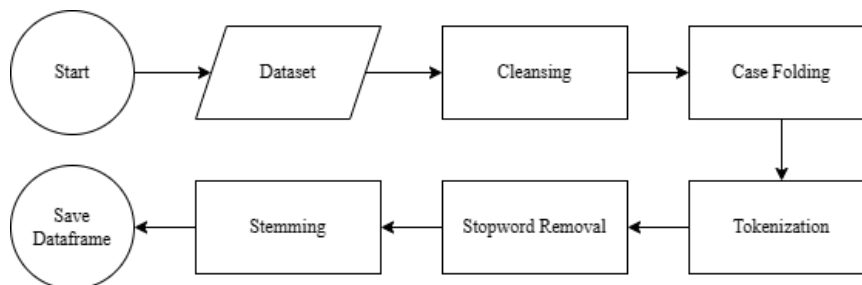 Start
Dataset
Cleansing
Case Folding
Tokenization
Stopword Removal
Stemming
Save
Dataframe